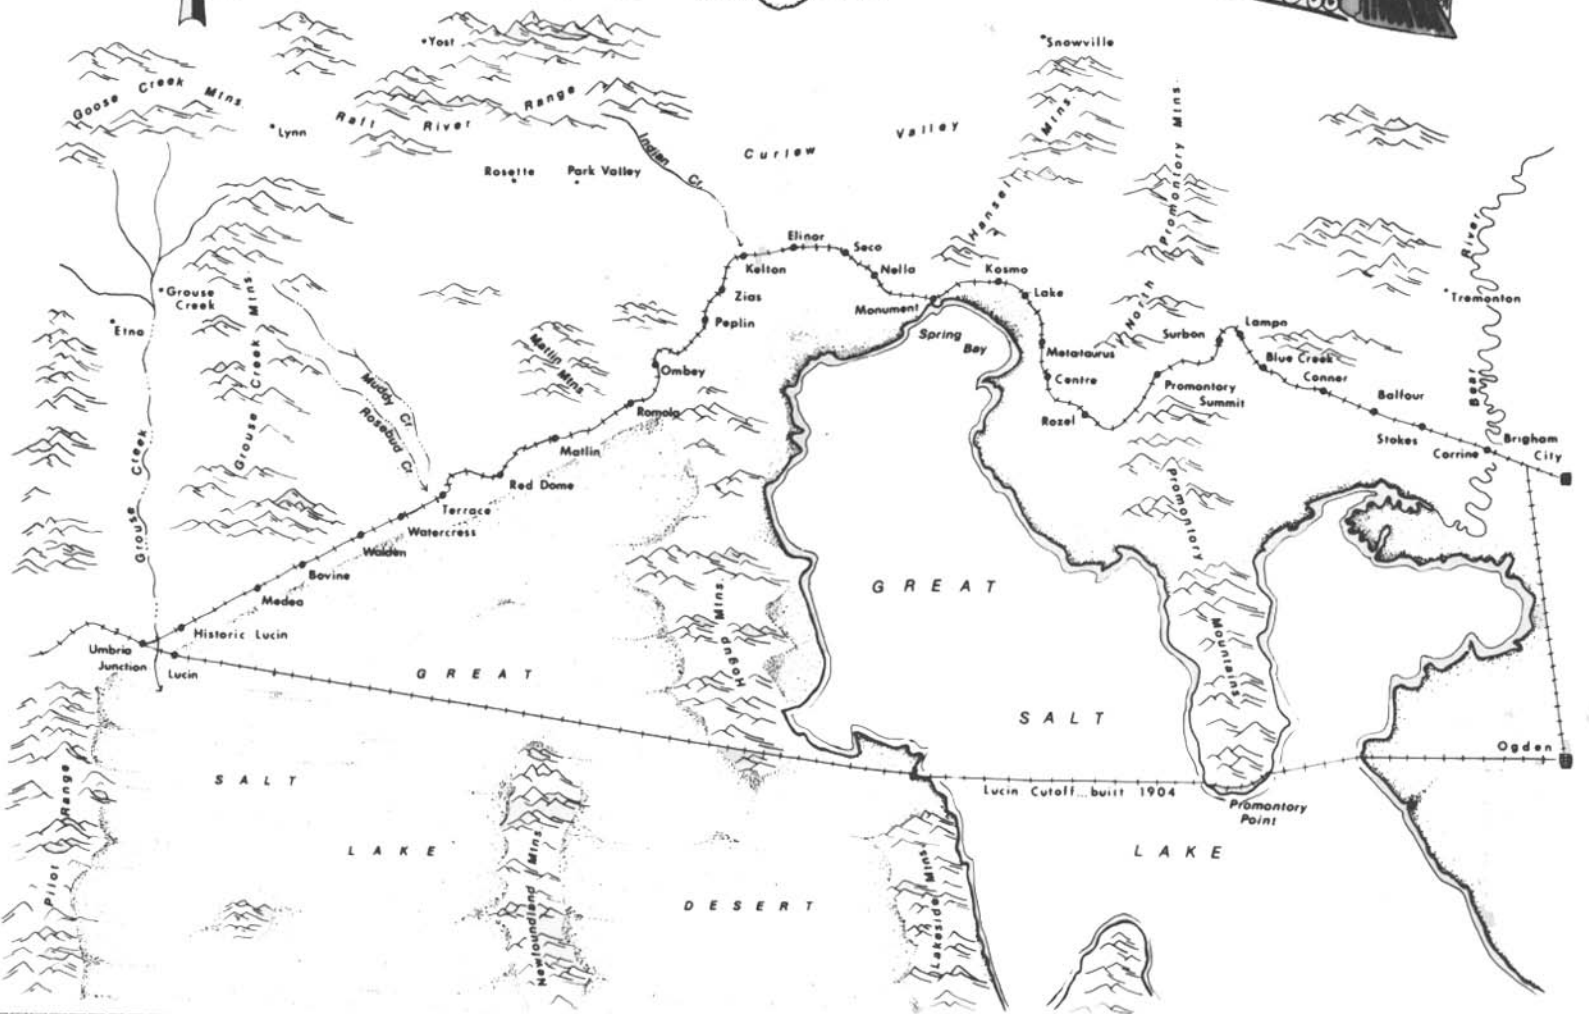 Yost
Snowville
Goose Creek Mtns.
Lynn
Raft River Range
Indian Cr.
Curlew Valley
Hansel Mtns.
North Promontory Mtns.
Rosette
Park Valley
Bear River
Elinor
Seco
Kelton
Nella
Kosmo
Lake
Grouse
Creek
Zias
Monument
Tremonton
Etna
Peplin
Spring
Bay
Surbon
Lampo
Metataurus
Blue Creek
Matlin Mtns.
Ombey
Centre
Promontory
Summit
Conner
Balfour
Muddy Cr.
Rosebud Cr.
Grouse Creek Mtns.
Romola
Rozel
Stokes
Corrine
Brigham
City
Grouse Creek
Matlin
Red Dome
Terrace
Watercress
Walden
Bovine
Medea
Historic Lucin
Umbria
Junction
Lucin
Hogup Mtns.
Promontory Mountains
GREAT
SALT
LAKE
GREAT
SALT
LAKE
DESERT
Ogden
Lucin Cutoff...built 1904
Promontory
Point
Pilot Range
Newfoundland Mtns.
Lakeside Mtns.